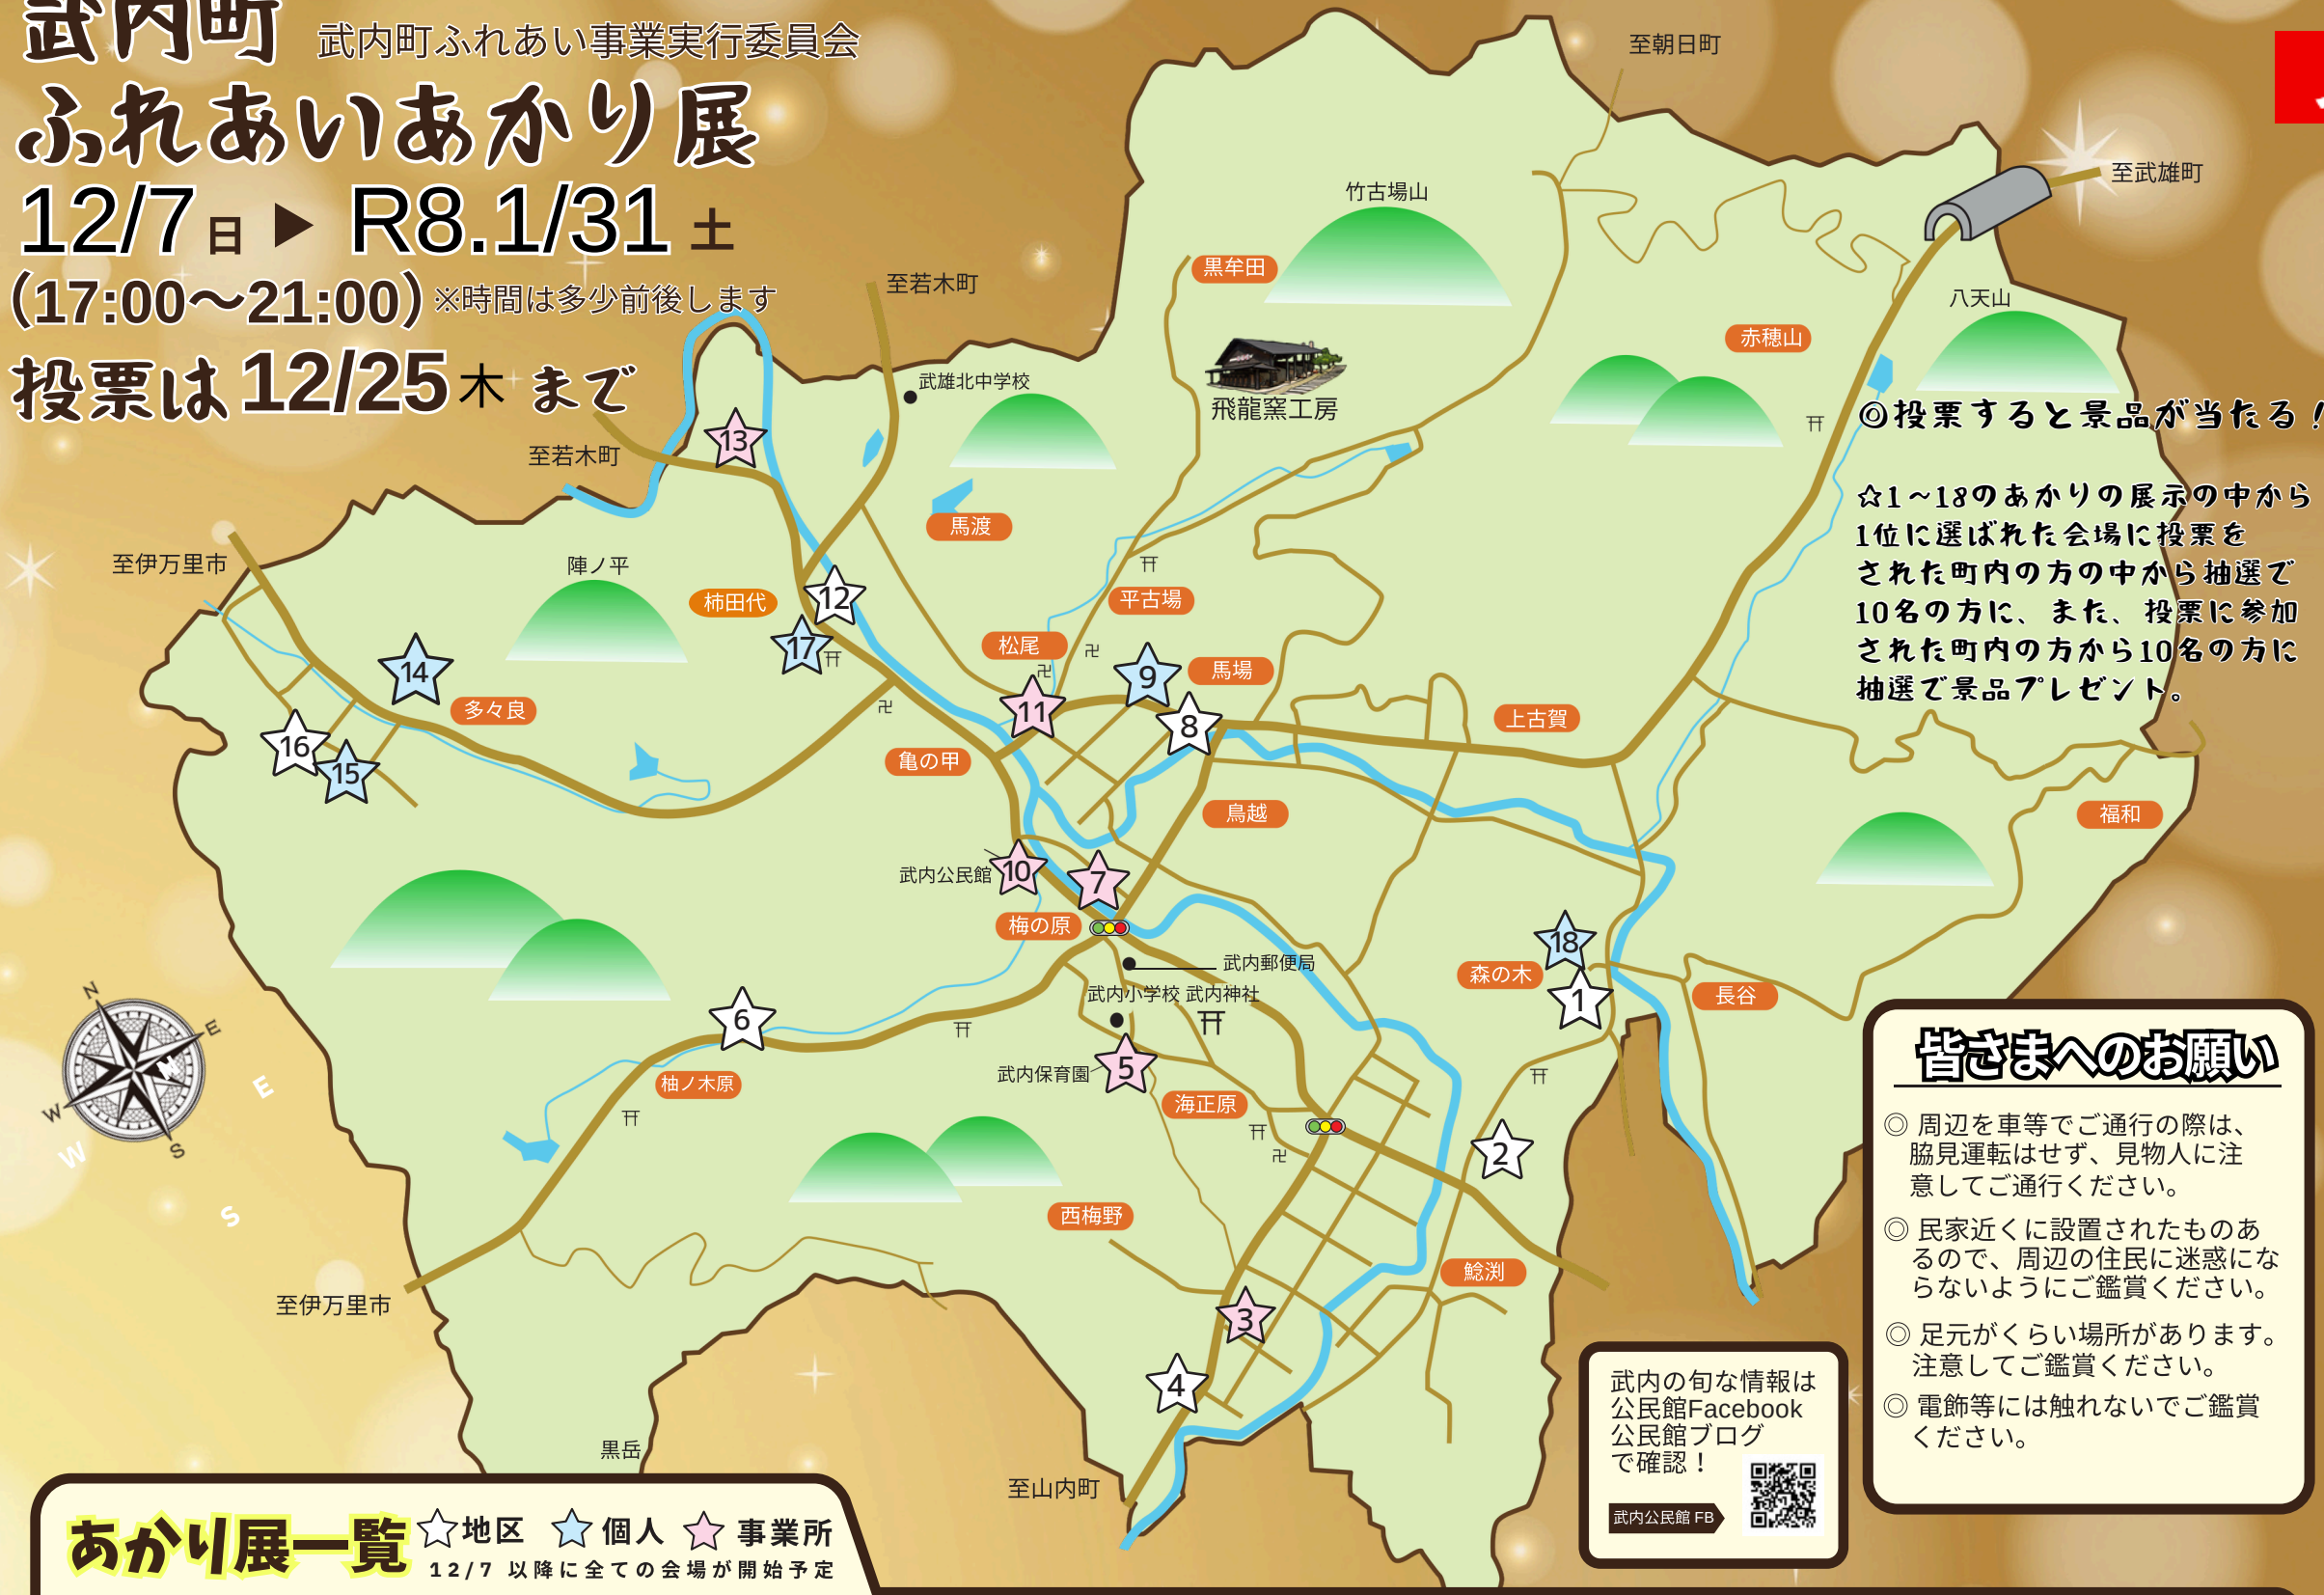 武内町
武内町ふれあい事業実行委員会
ふれあいあかり展
12/7 日 ▶ R8.1/31 土
(17:00～21:00) ※時間は多少前後します
投票は 12/25 木 まで
至朝日町
至武雄町
竹古場山
黒牟田
至若木町
八天山
赤穂山
武雄北中学校
飛龍窯工房
◎投票すると景品が当たる！
至若木町
13
☆1～18のあかりの展示の中から
1位に選ばれた会場に投票を
された町内の方の中から抽選で
10名の方に、また、投票に参加
された町内の方から10名の方に
抽選で景品プレゼント。
馬渡
至伊万里市
陣ノ平
柿田代
12
平古場
17
松尾
14
9
馬場
多々良
11
8
上古賀
16
15
亀の甲
鳥越
福和
武内公民館
10
7
梅の原
18
武内郵便局
森の木
1
長谷
武内小学校 武内神社
6
柚ノ木原
武内保育園
5
海正原
2
西梅野
鯰渕
至伊万里市
3
4
黒岳
至山内町
N
E
W
S
N
E
W
S
皆さまへのお願い
◎ 周辺を車等でご通行の際は、
脇見運転はせず、見物人に注
意してご通行ください。
◎ 民家近くに設置されたものあ
るので、周辺の住民に迷惑にな
らないようにご鑑賞ください。
◎ 足元がくらい場所があります。
注意してご鑑賞ください。
◎ 電飾等には触れないでご鑑賞
ください。
武内の旬な情報は
公民館Facebook
公民館ブログ
で確認！
武内公民館 FB
あかり展一覧
☆地区 ☆個人 ☆事業所
12/7 以降に全ての会場が開始予定